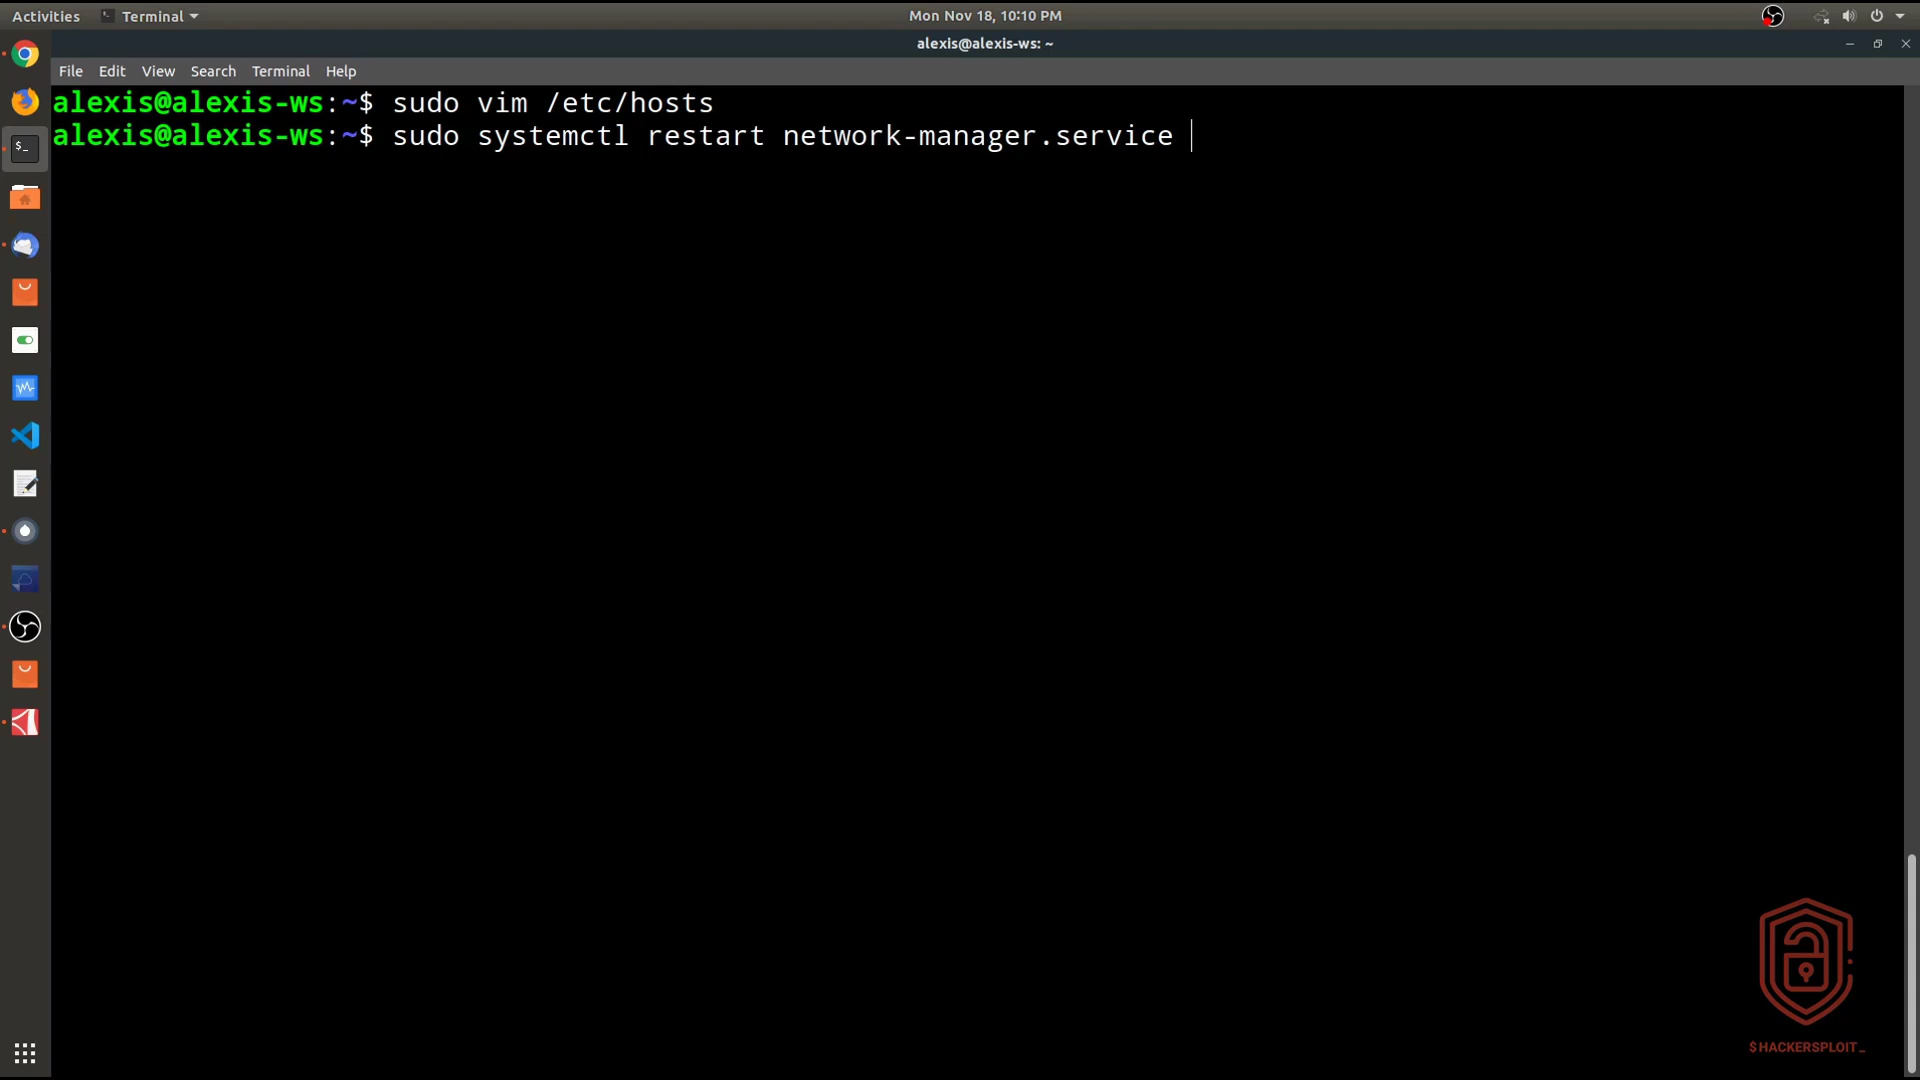 Activities
Terminal
Mon Nov 18, 10:10 PM
alexis@alexis-ws: ~
File Edit View Search Terminal Help
alexis@alexis-ws:~$ sudo vim /etc/hosts
alexis@alexis-ws:~$ sudo systemctl restart network-manager.service
$HACKERSPLOIT_